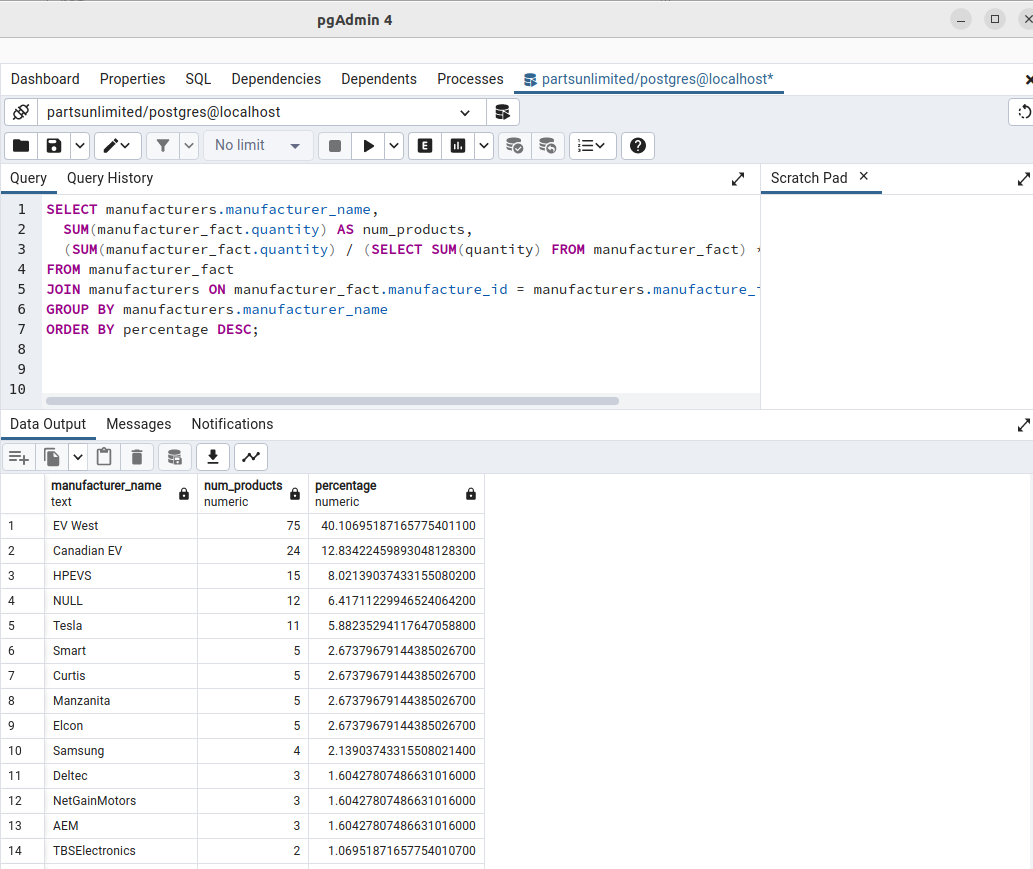 pgAdmin 4
Dashboard Properties SQL Dependencies Dependents Processes partsunlimited/postgres@localhost*
partsunlimited/postgres@localhost
No limit
Query Query History
Scratch Pad
1 SELECT manufacturers.manufacturer_name,
2 SUM(manufacturer_fact.quantity) AS num_products,
3 (SUM(manufacturer_fact.quantity) / (SELECT SUM(quantity) FROM manufacturer_fact) *
4 FROM manufacturer_fact
5 JOIN manufacturers ON manufacturer_fact.manufacture_id = manufacturers.manufacture_
6 GROUP BY manufacturers.manufacturer_name
7 ORDER BY percentage DESC;
8
9
10
Data Output Messages Notifications
manufacturer_name num_products percentage
text numeric numeric
1 EV West 75 40.10695187165775401100
2 Canadian EV 24 12.83422459893048128300
3 HPEVS 15 8.02139037433155080200
4 NULL 12 6.41711229946524064200
5 Tesla 11 5.88235294117647058800
6 Smart 5 2.67379679144385026700
7 Curtis 5 2.67379679144385026700
8 Manzanita 5 2.67379679144385026700
9 Elcon 5 2.67379679144385026700
10 Samsung 4 2.13903743315508021400
11 Deltec 3 1.60427807486631016000
12 NetGainMotors 3 1.60427807486631016000
13 AEM 3 1.60427807486631016000
14 TBSElectronics 2 1.06951871657754010700